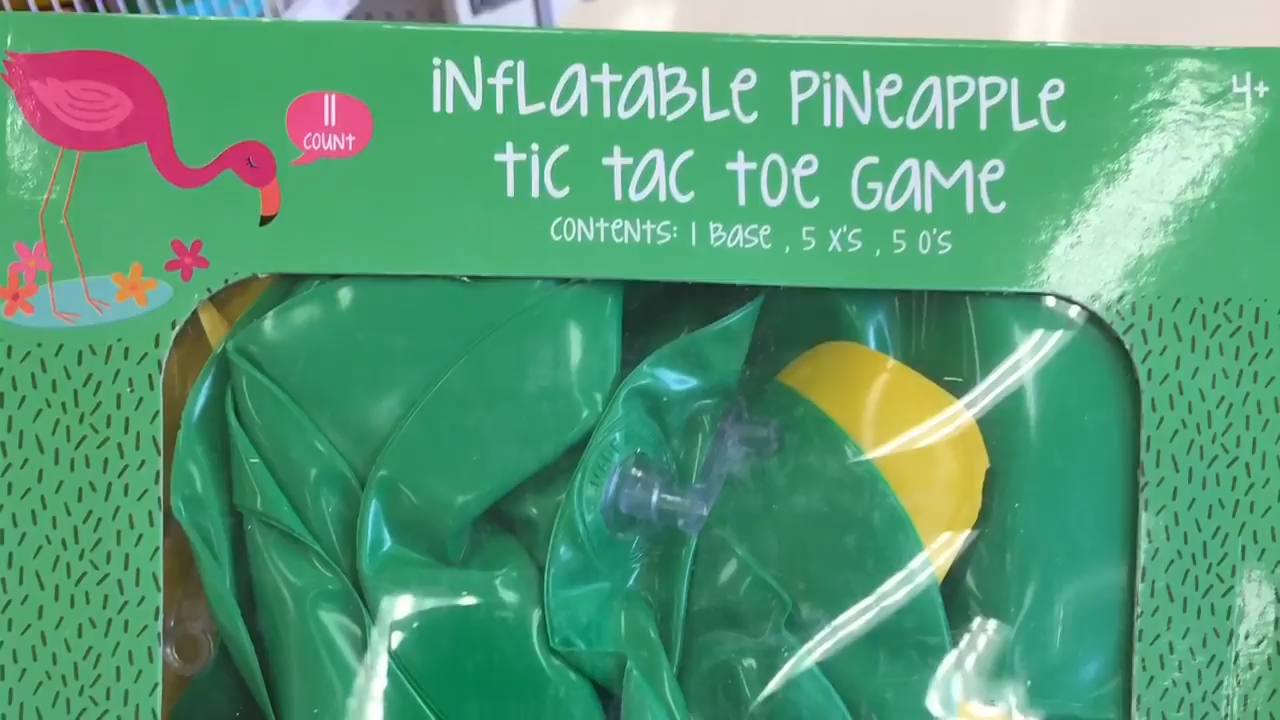 11
COUNT
INFLATABLE PINEAPPLE
TIC TAC TOE GAME
CONTENTS: 1 BASE , 5 X'S , 5 O'S
4+